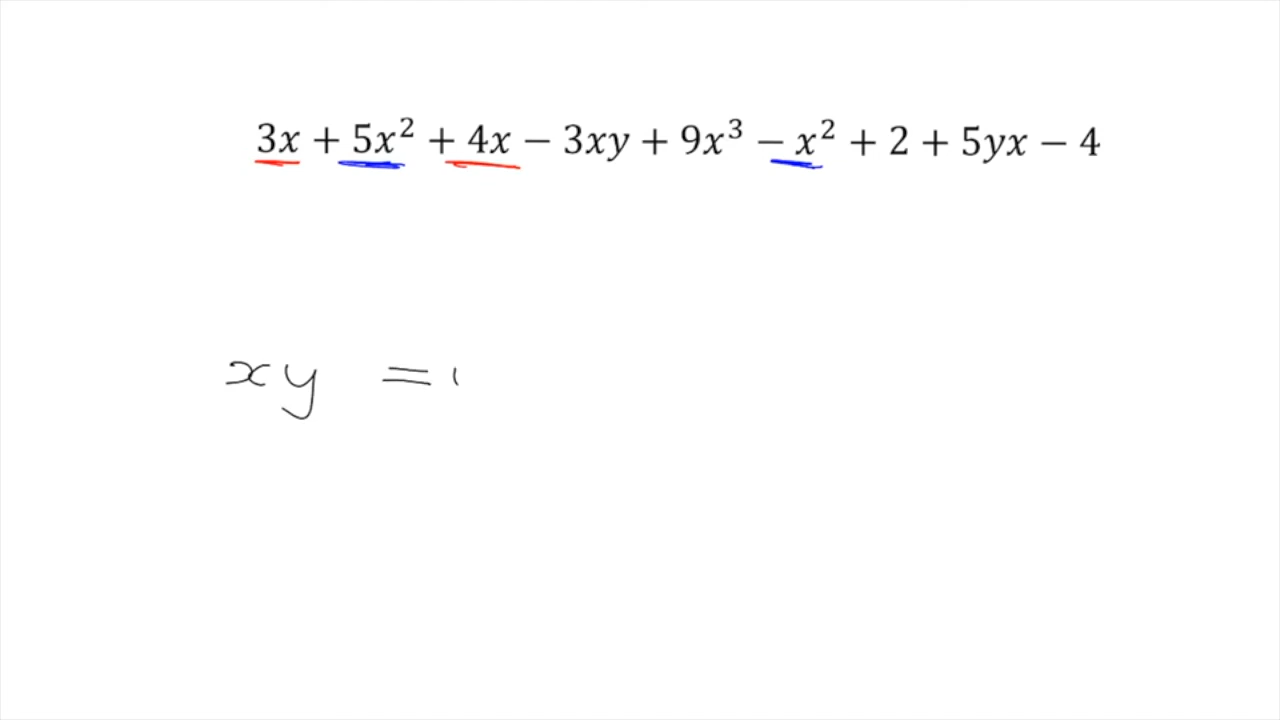 3x + 5x² + 4x − 3xy + 9x³ − x² + 2 + 5yx − 4
xy =